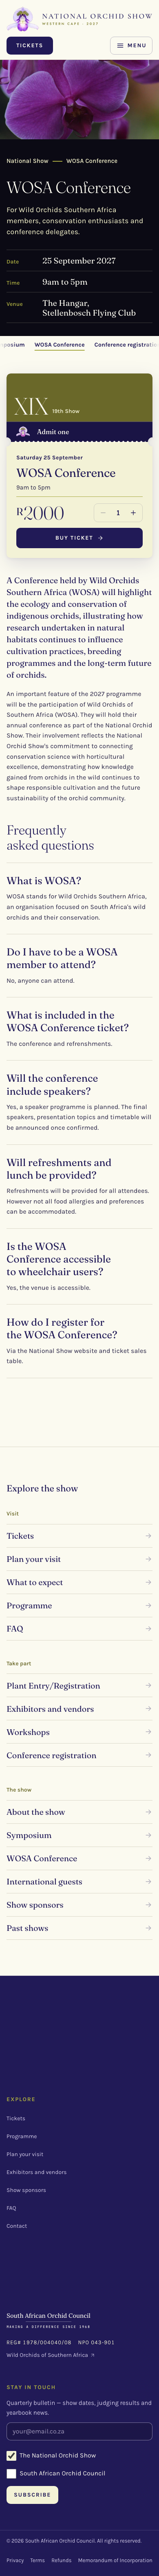 NATIONAL ORCHID SHOW
WESTERN CAPE · 2027
TICKETS
MENU
National Show — WOSA Conference
WOSA Conference
For Wild Orchids Southern Africa
members, conservation enthusiasts and
conference delegates.
Date 25 September 2027
Time 9am to 5pm
Venue The Hangar,
Stellenbosch Flying Club
mposium WOSA Conference Conference registratio
XIX 19th Show
Admit one
Saturday 25 September
WOSA Conference
9am to 5pm
R2000
− 1 +
BUY TICKET →
A Conference held by Wild Orchids
Southern Africa (WOSA) will highlight
the ecology and conservation of
indigenous orchids, illustrating how
research undertaken in natural
habitats continues to influence
cultivation practices, breeding
programmes and the long-term future
of orchids.
An important feature of the 2027 programme
will be the participation of Wild Orchids of
Southern Africa (WOSA). They will hold their
annual conference as part of the National Orchid
Show. Their involvement reflects the National
Orchid Show's commitment to connecting
conservation science with horticultural
excellence, demonstrating how knowledge
gained from orchids in the wild continues to
shape responsible cultivation and the future
sustainability of the orchid community.
Frequently
asked questions
What is WOSA?
WOSA stands for Wild Orchids Southern Africa,
an organisation focused on South Africa's wild
orchids and their conservation.
Do I have to be a WOSA
member to attend?
No, anyone can attend.
What is included in the
WOSA Conference ticket?
The conference and refreshments.
Will the conference
include speakers?
Yes, a speaker programme is planned. The final
speakers, presentation topics and timetable will
be announced once confirmed.
Will refreshments and
lunch be provided?
Refreshments will be provided for all attendees.
However not all food allergies and preferences
can be accommodated.
Is the WOSA
Conference accessible
to wheelchair users?
Yes, the venue is accessible.
How do I register for
the WOSA Conference?
Via the National Show website and ticket sales
table.
Explore the show
Visit
Tickets →
Plan your visit →
What to expect →
Programme →
FAQ →
Take part
Plant Entry/Registration →
Exhibitors and vendors →
Workshops →
Conference registration →
The show
About the show →
Symposium →
WOSA Conference →
International guests →
Show sponsors →
Past shows →
EXPLORE
Tickets
Programme
Plan your visit
Exhibitors and vendors
Show sponsors
FAQ
Contact
South African Orchid Council
MAKING A DIFFERENCE SINCE 1968
REG# 1978/004040/08 NPO 043-901
Wild Orchids of Southern Africa ↗
STAY IN TOUCH
Quarterly bulletin — show dates, judging results and
yearbook news.
your@email.co.za
The National Orchid Show
South African Orchid Council
SUBSCRIBE
© 2026 South African Orchid Council. All rights reserved.
Privacy Terms Refunds Memorandum of Incorporation